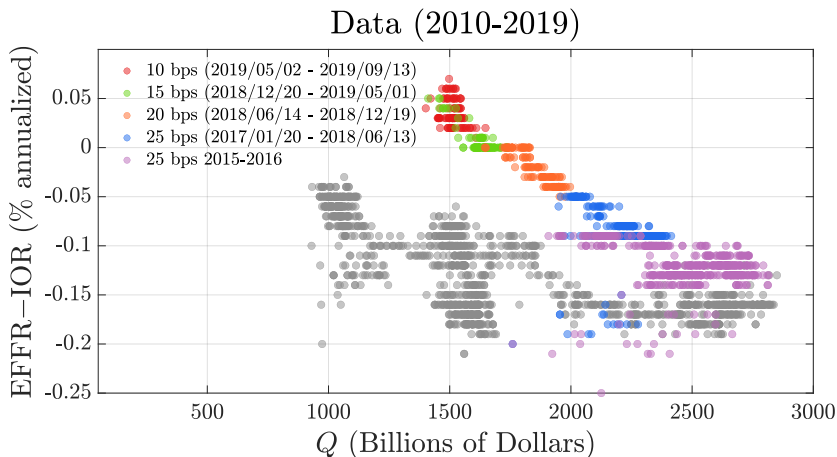 Data (2010-2019)
EFFR−IOR (% annualized)
10 bps (2019/05/02 - 2019/09/13)
15 bps (2018/12/20 - 2019/05/01)
20 bps (2018/06/14 - 2018/12/19)
25 bps (2017/01/20 - 2018/06/13)
25 bps 2015-2016
0.05
0
-0.05
-0.1
-0.15
-0.2
-0.25
500 1000 1500 2000 2500 3000
Q (Billions of Dollars)